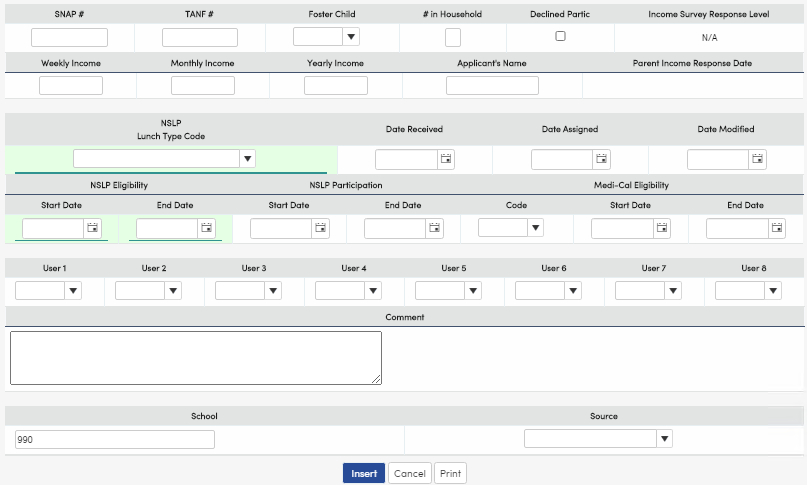 SNAP # TANF # Foster Child # in Household Declined Partic Income Survey Response Level
N/A
Weekly Income Monthly Income Yearly Income Applicant's Name Parent Income Response Date
NSLP
Lunch Type Code Date Received Date Assigned Date Modified
NSLP Eligibility NSLP Participation Medi-Cal Eligibility
Start Date End Date Start Date End Date Code Start Date End Date
User 1 User 2 User 3 User 4 User 5 User 6 User 7 User 8
Comment
School Source
990
Insert Cancel Print